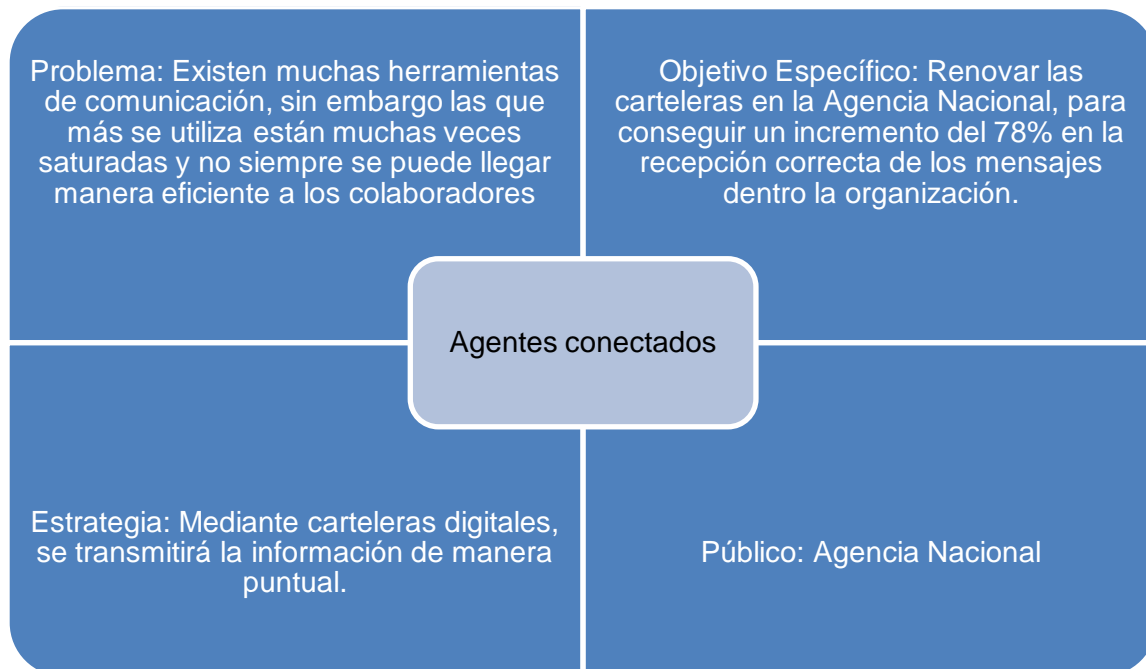 Problema: Existen muchas herramientas
de comunicación, sin embargo las que
más se utiliza están muchas veces
saturadas y no siempre se puede llegar
manera eficiente a los colaboradores
Objetivo Específico: Renovar las
carteleras en la Agencia Nacional, para
conseguir un incremento del 78% en la
recepción correcta de los mensajes
dentro la organización.
Agentes conectados
Estrategia: Mediante carteleras digitales,
se transmitirá la información de manera
puntual.
Público: Agencia Nacional